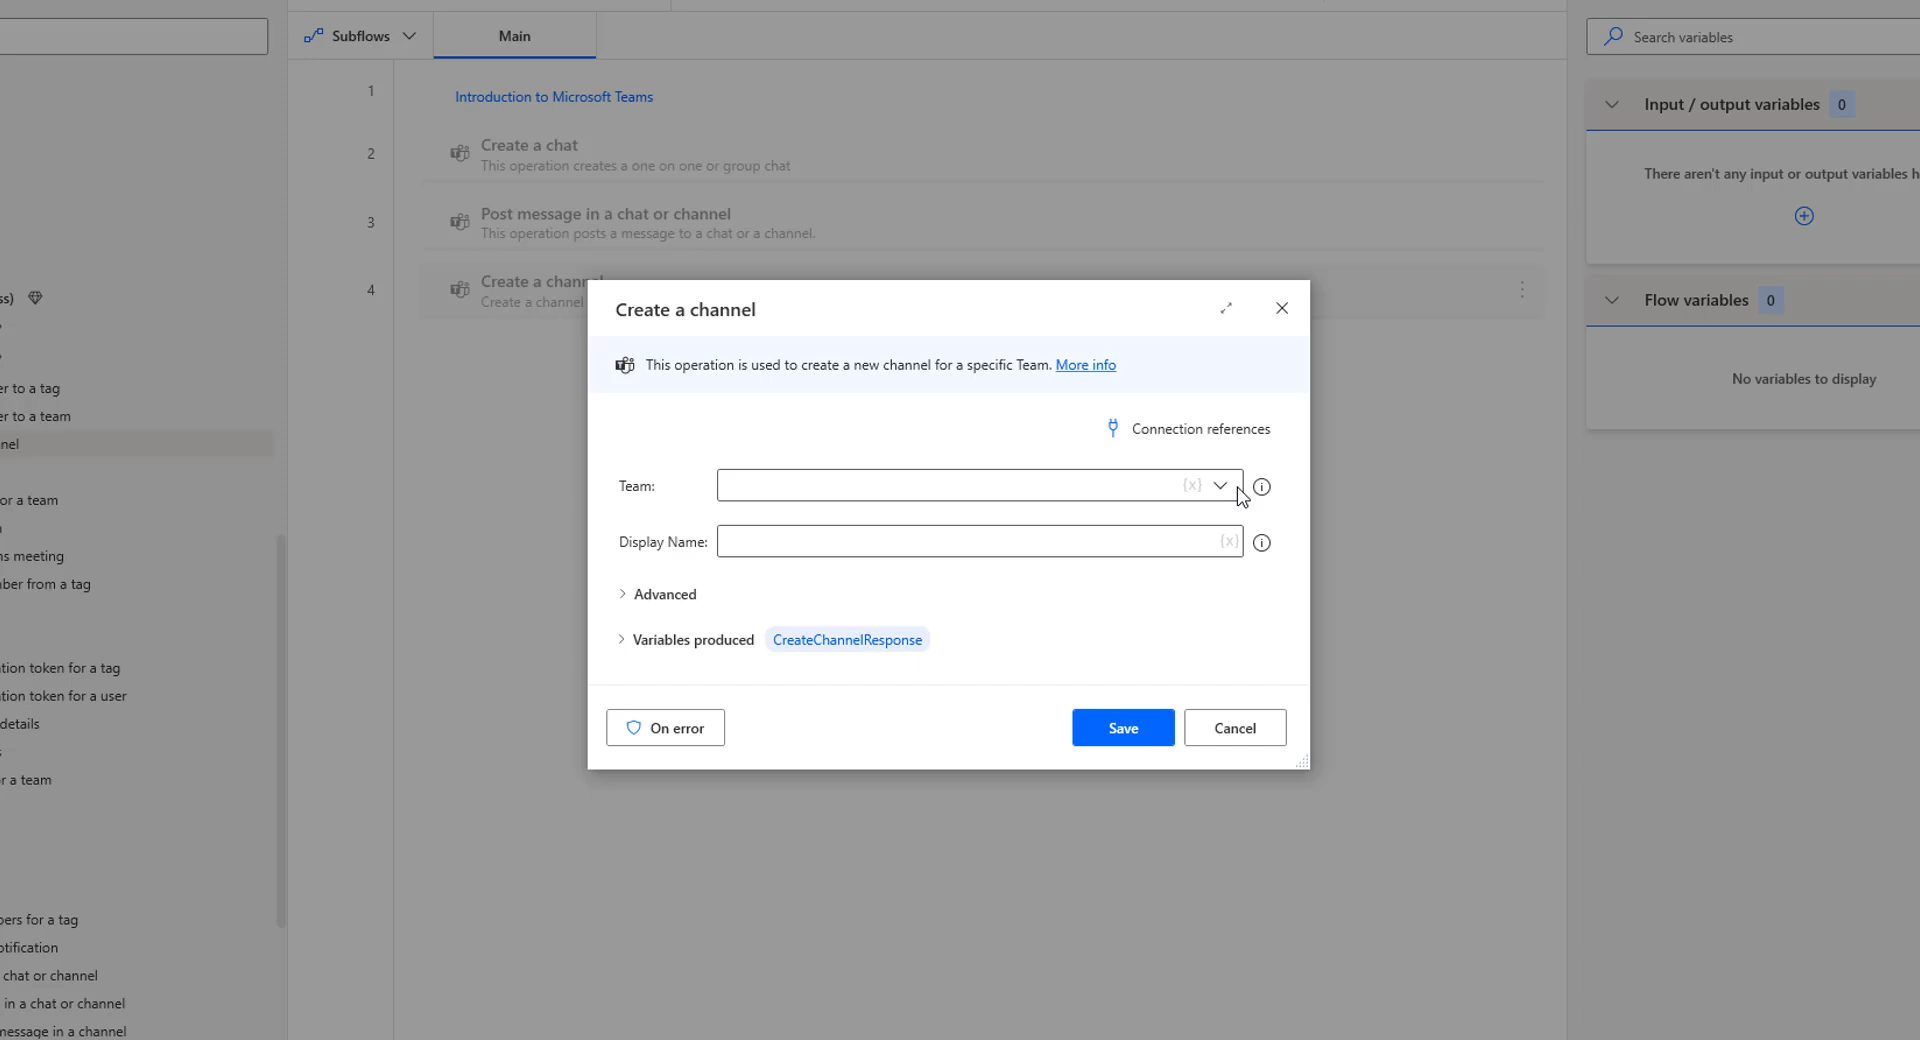 ss)
er to a tag
er to a team
nel
or a team
ns meeting
ber from a tag
tion token for a tag
tion token for a user
details
s
r a team
bers for a tag
otification
chat or channel
in a chat or channel
nessage in a channel
Subflows
Main
1
Introduction to Microsoft Teams
2
Create a chat
This operation creates a one on one or group chat
3
Post message in a chat or channel
This operation posts a message to a chat or a channel.
4
Create a chann
Create a channel
Create a channel
This operation is used to create a new channel for a specific Team. More info
Connection references
Team:
{x}
Display Name:
{x}
Advanced
Variables produced CreateChannelResponse
On error
Save
Cancel
Search variables
Input / output variables 0
There aren't any input or output variables h
Flow variables 0
No variables to display